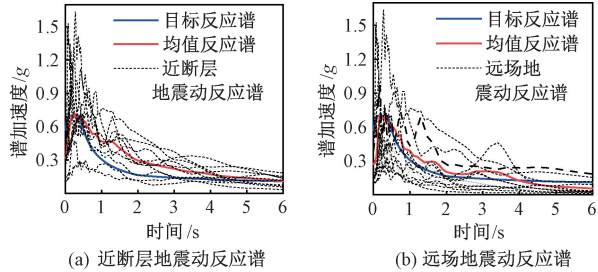 (a)
目标反应谱
均值反应谱
近断层
地震动反应谱
谱加速度/g
1.5
1.2
0.9
0.6
0.3
0 1 2 3 4 5 6
时间/s
(a) 近断层地震动反应谱
(b)
目标反应谱
均值反应谱
远场地
震动反应谱
谱加速度/g
1.5
1.2
0.9
0.6
0.3
0 1 2 3 4 5 6
时间/s
(b) 远场地震动反应谱